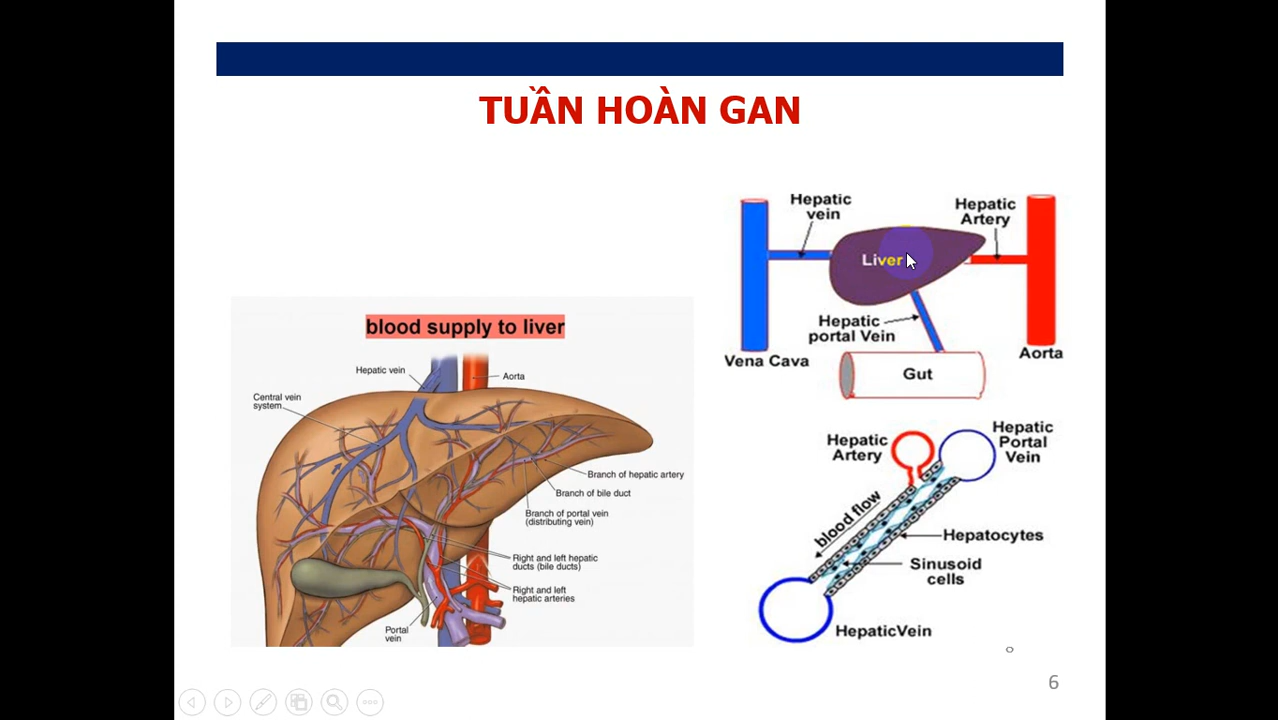 TUẦN HOÀN GAN
blood supply to liver
Hepatic vein
Aorta
Central vein
system
Branch of hepatic artery
Branch of bile duct
Branch of portal vein
(distributing vein)
Right and left hepatic
ducts (bile ducts)
Right and left
hepatic arteries
Portal
vein
Hepatic
vein
Hepatic
Artery
Liver
Hepatic
portal Vein
Vena Cava
Aorta
Gut
Hepatic
Artery
Hepatic
Portal
Vein
blood flow
Hepatocytes
Sinusoid
cells
HepaticVein
6